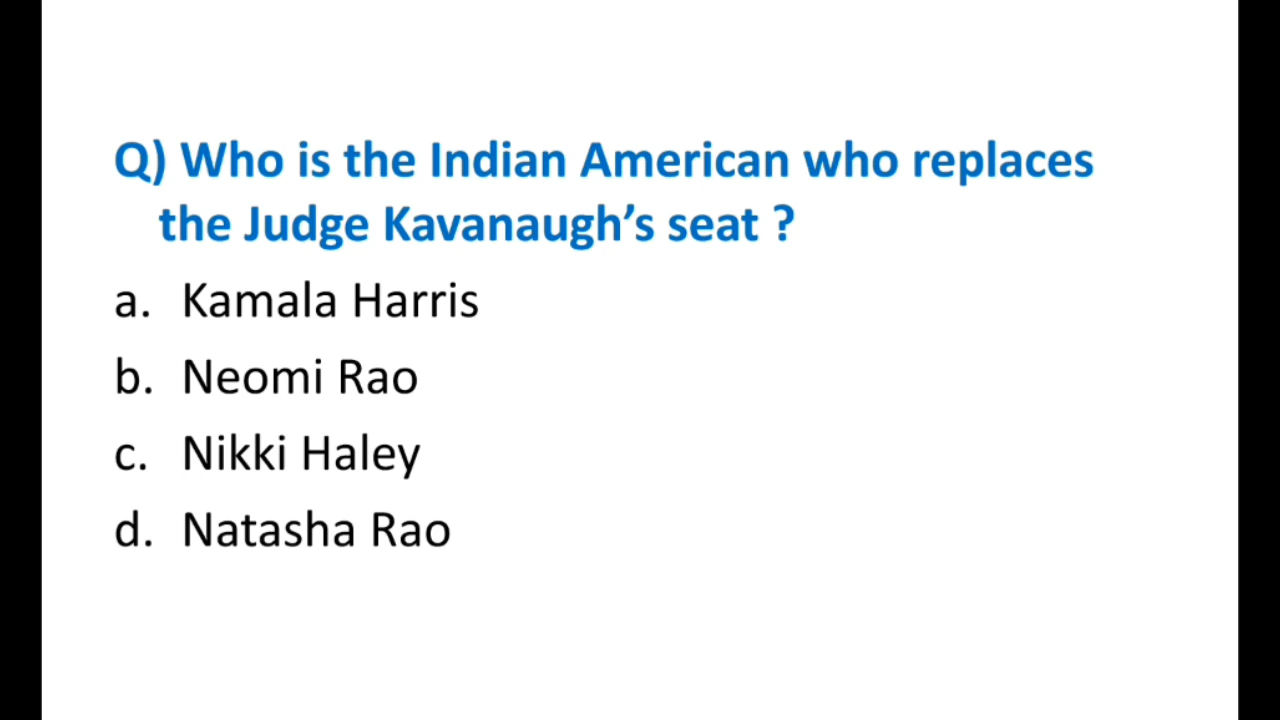 Q) Who is the Indian American who replaces
the Judge Kavanaugh’s seat ?
a. Kamala Harris
b. Neomi Rao
c. Nikki Haley
d. Natasha Rao